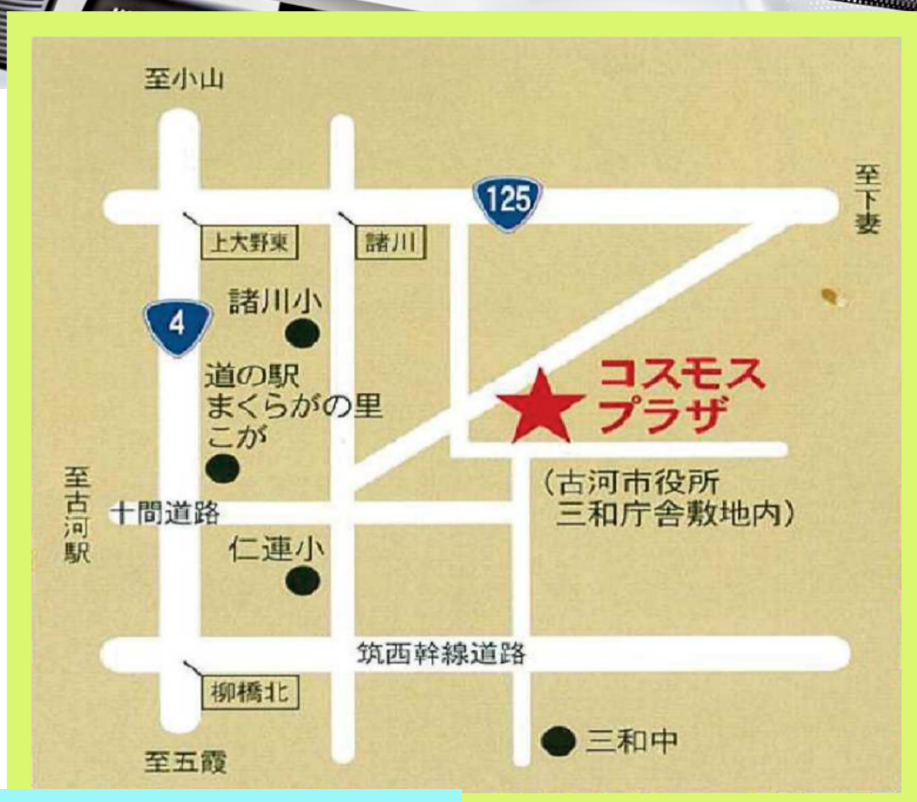 至小山
125
至下妻
上大野東
諸川
4
諸川小
道の駅
まくらがの里
こが
コスモス
プラザ
至古河駅
十間道路
(古河市役所
三和庁舎敷地内)
仁連小
筑西幹線道路
柳橋北
三和中
至五霞